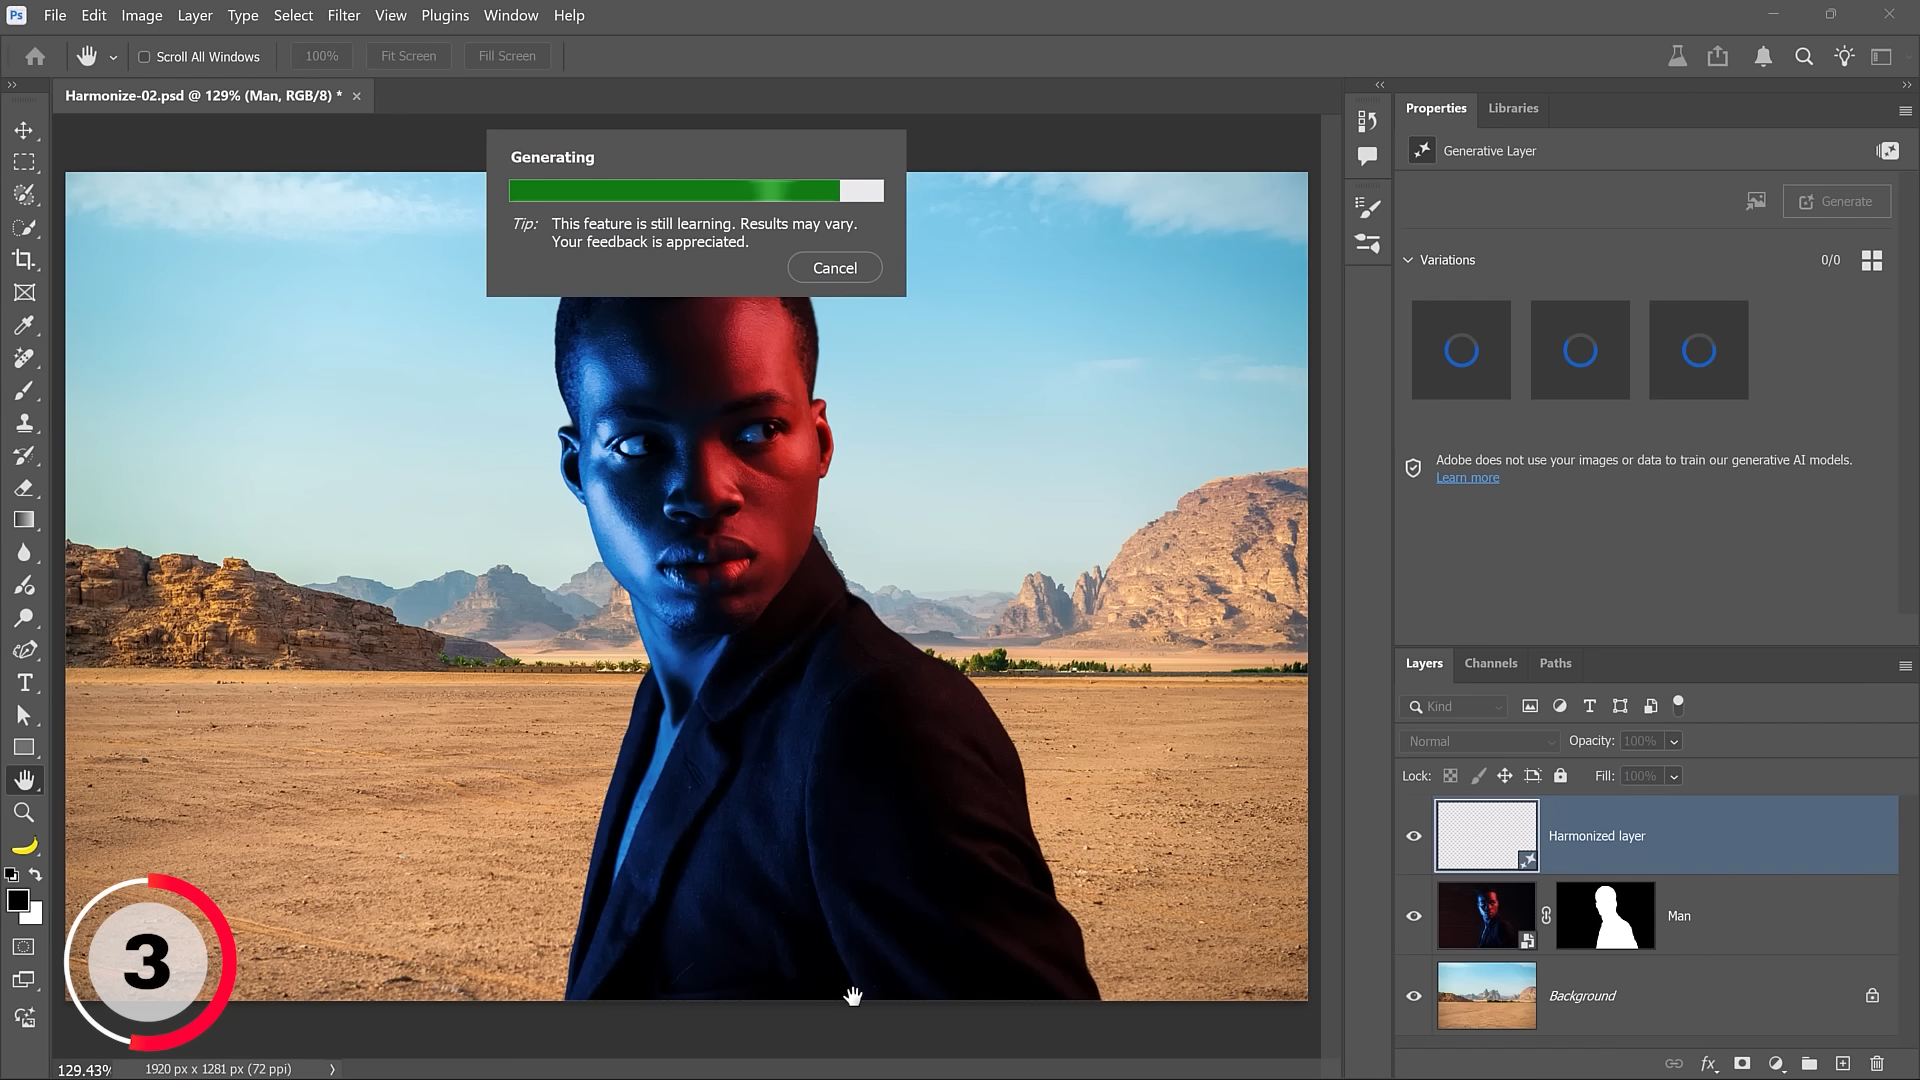 Ps File Edit Image Layer Type Select Filter View Plugins Window Help
Scroll All Windows 100% Fit Screen Fill Screen
Harmonize-02.psd @ 129% (Man, RGB/8) *
Generating
Tip: This feature is still learning. Results may vary.
Your feedback is appreciated.
Cancel
Properties Libraries
Generative Layer
Generate
Variations 0/0
Adobe does not use your images or data to train our generative AI models.
Learn more
Layers Channels Paths
Kind
Normal Opacity: 100%
Lock: Fill: 100%
Harmonized layer
Man
Background
3
129.43% 1920 px x 1281 px (72 ppi)
fx